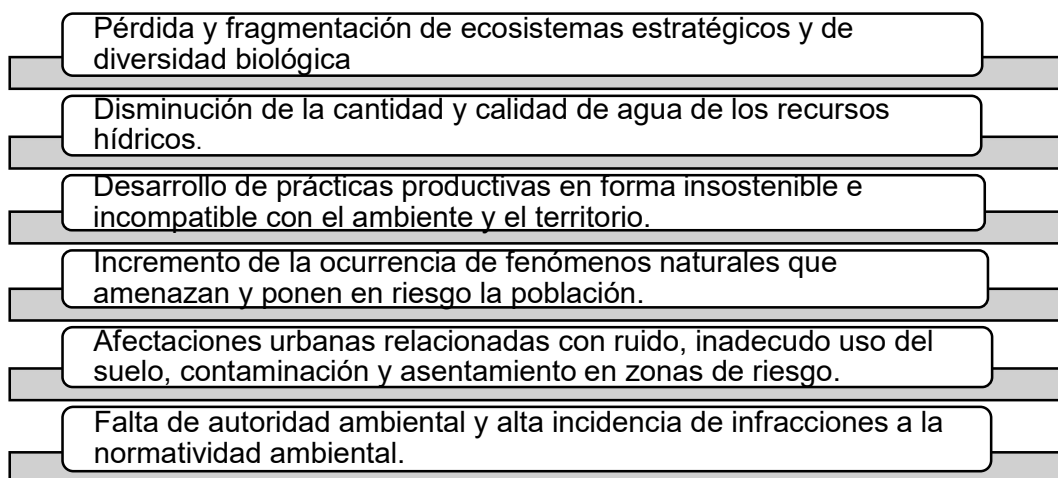 Pérdida y fragmentación de ecosistemas estratégicos y de
diversidad biológica
Disminución de la cantidad y calidad de agua de los recursos
hídricos.
Desarrollo de prácticas productivas en forma insostenible e
incompatible con el ambiente y el territorio.
Incremento de la ocurrencia de fenómenos naturales que
amenazan y ponen en riesgo la población.
Afectaciones urbanas relacionadas con ruido, inadecudo uso del
suelo, contaminación y asentamiento en zonas de riesgo.
Falta de autoridad ambiental y alta incidencia de infracciones a la
normatividad ambiental.